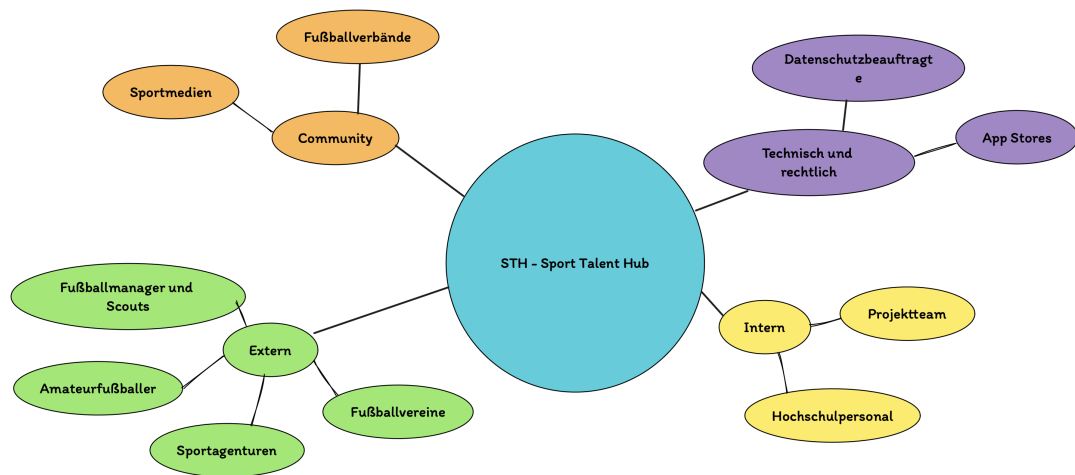 Fußballverbände
Sportmedien
Community
Datenschutzbeauftragt
e
Technisch und
rechtlich
App Stores
STH - Sport Talent Hub
Fußballmanager und
Scouts
Extern
Amateurfußballer
Sportagenturen
Fußballvereine
Intern
Projektteam
Hochschulpersonal